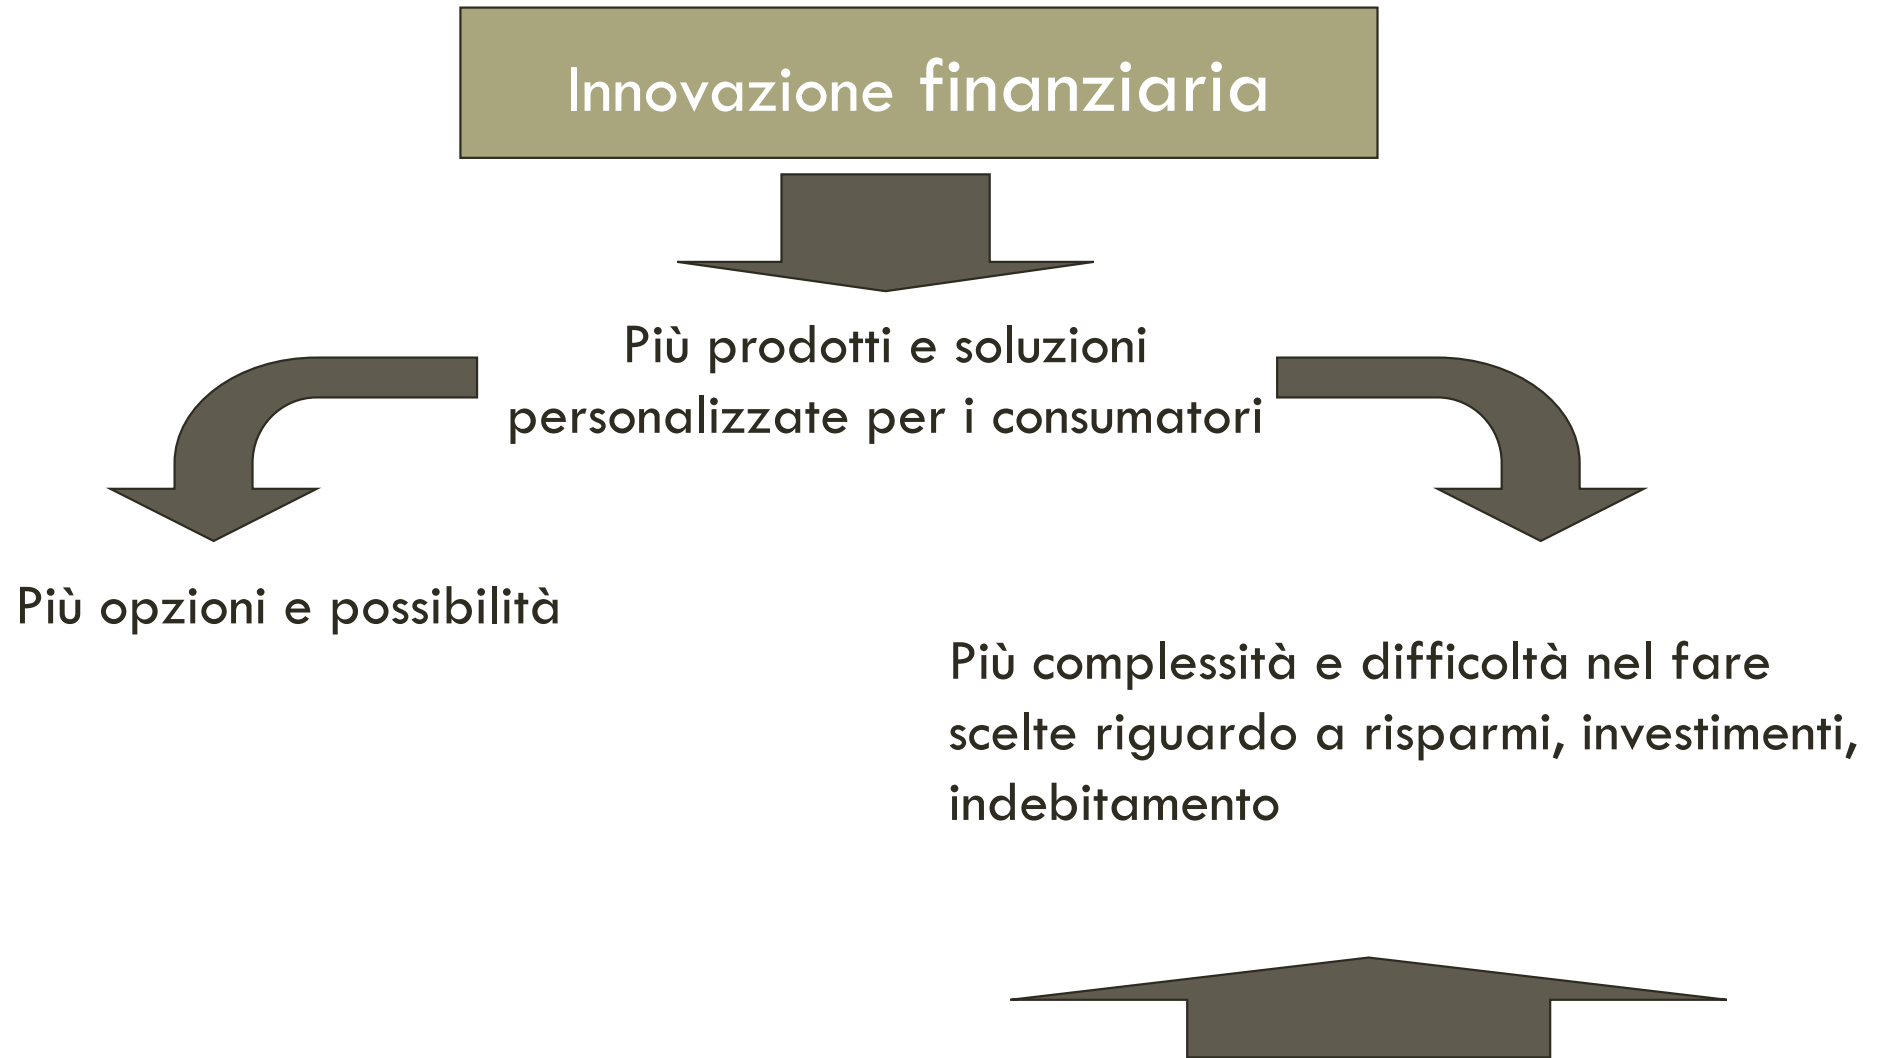 Innovazione finanziaria
Più prodotti e soluzioni
personalizzate per i consumatori
Più opzioni e possibilità
Più complessità e difficoltà nel fare
scelte riguardo a risparmi, investimenti,
indebitamento